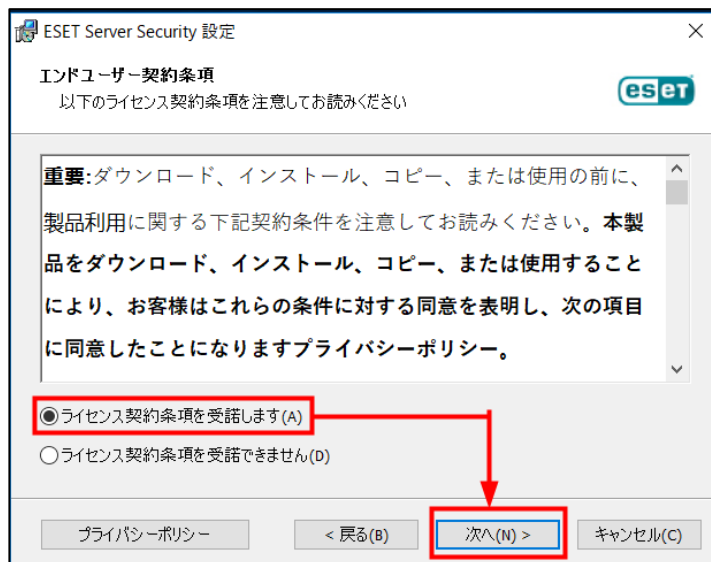 ESET Server Security 設定
エンドユーザー契約条項
以下のライセンス契約条項を注意してお読みください
eseT
重要:ダウンロード、インストール、コピー、または使用の前に、
製品利用に関する下記契約条件を注意してお読みください。本製
品をダウンロード、インストール、コピー、または使用すること
により、お客様はこれらの条件に対する同意を表明し、次の項目
に同意したことになりますプライバシーポリシー。
ライセンス契約条項を受諾します(A)
ライセンス契約条項を受諾できません(D)
プライバシーポリシー
< 戻る(B)
次へ(N) >
キャンセル(C)